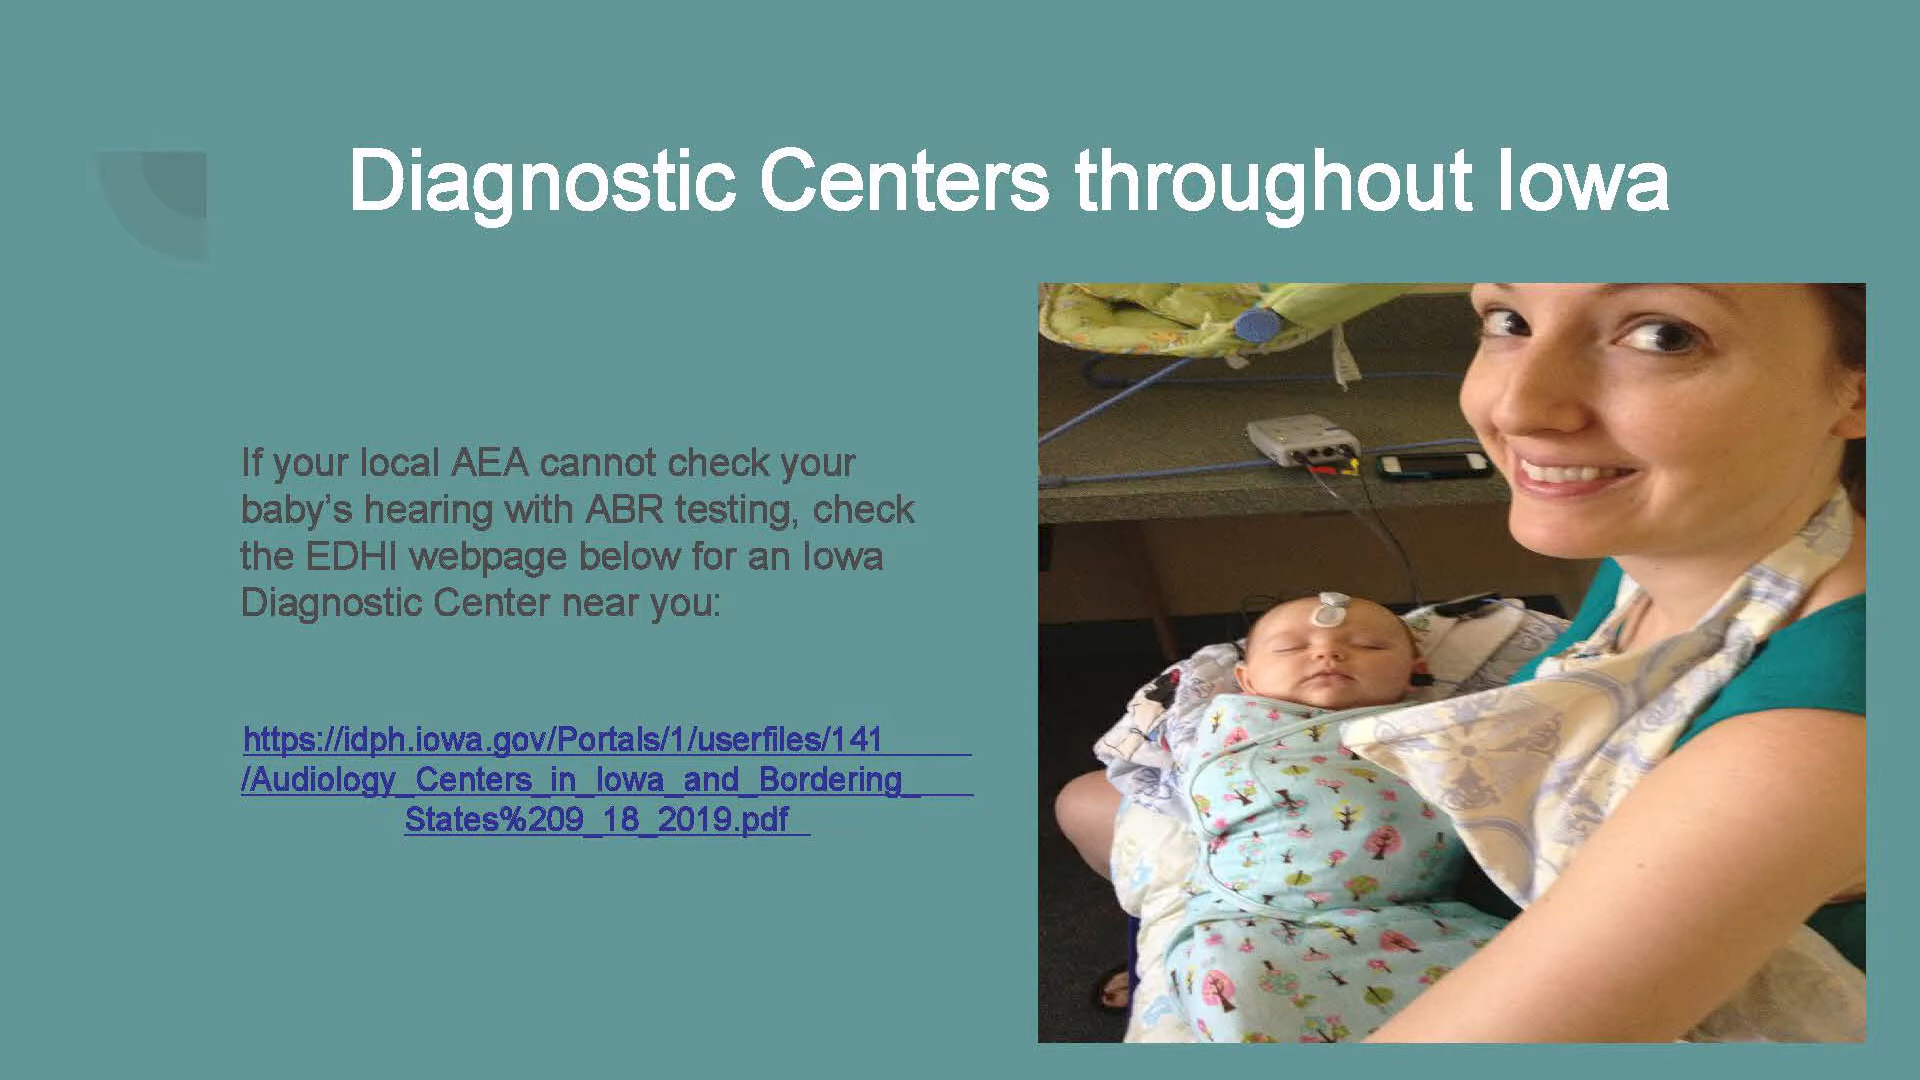 Diagnostic Centers throughout Iowa
If your local AEA cannot check your
baby’s hearing with ABR testing, check
the EDHI webpage below for an Iowa
Diagnostic Center near you:
https://idph.iowa.gov/Portals/1/userfiles/141
/Audiology_Centers_in_Iowa_and_Bordering_
States%209_18_2019.pdf